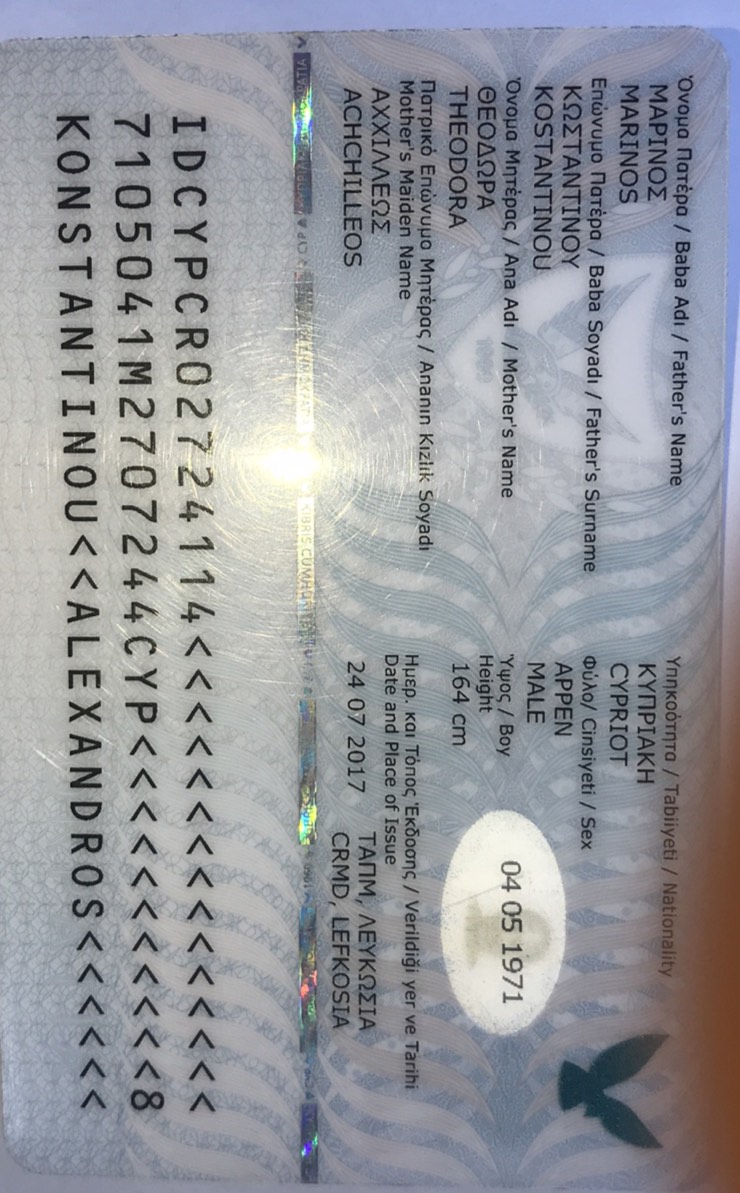 Όνομα Πατέρα / Baba Adı / Father's Name
ΜΑΡΙΝΟΣ
MARINOS
Επώνυμο Πατέρα / Baba Soyadı / Father's Surname
ΚΩΣΤΑΝΤΙΝΟΥ
KOSTANTINOU
Όνομα Μητέρας / Ana Adı / Mother's Name
ΘΕΟΔΩΡΑ
THEODORA
Πατρικό Επώνυμο Μητέρας / Ananın Kızlık Soyadı
Mother's Maiden Name
ΑΧΧΙΛΛΕΩΣ
ACHCHILLEOS
Υπηκοότητα / Tabiiyeti / Nationality
ΚΥΠΡΙΑΚΗ
CYPRIOT
Φύλο/ Cinsiyeti / Sex
ΑΡΡΕΝ
MALE
Ύψος / Boy
Height
164 cm
04 05 1971
Ημερ. και Τόπος Έκδοσης / Verildiği yer ve Tarihi
Date and Place of Issue
24 07 2017 ΤΑΠΜ, ΛΕΥΚΩΣΙΑ
CRMD, LEFKOSIA
KIBRIS CUMHU
IDCYPCR02724114<<<<<<<<<<<<<<<
7105041M2707244CYP<<<<<<<<<<<8
KONSTANTINOU<<ALEXANDROS<<<<<<